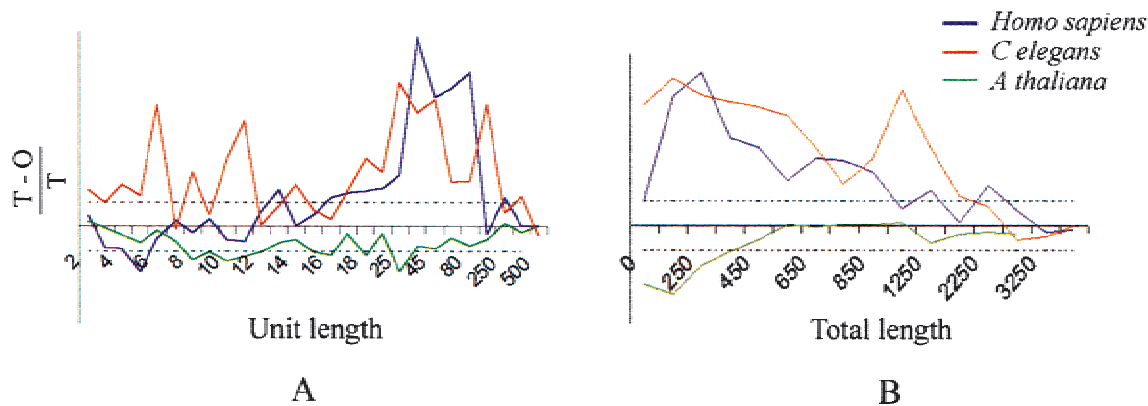 Homo sapiens
C elegans
A thaliana
T - O
T
2 4 6 8 10 12 14 16 18 25 45 80 250 500
0 250 450 650 850 1250 2250 3250
Unit length
Total length
A
B